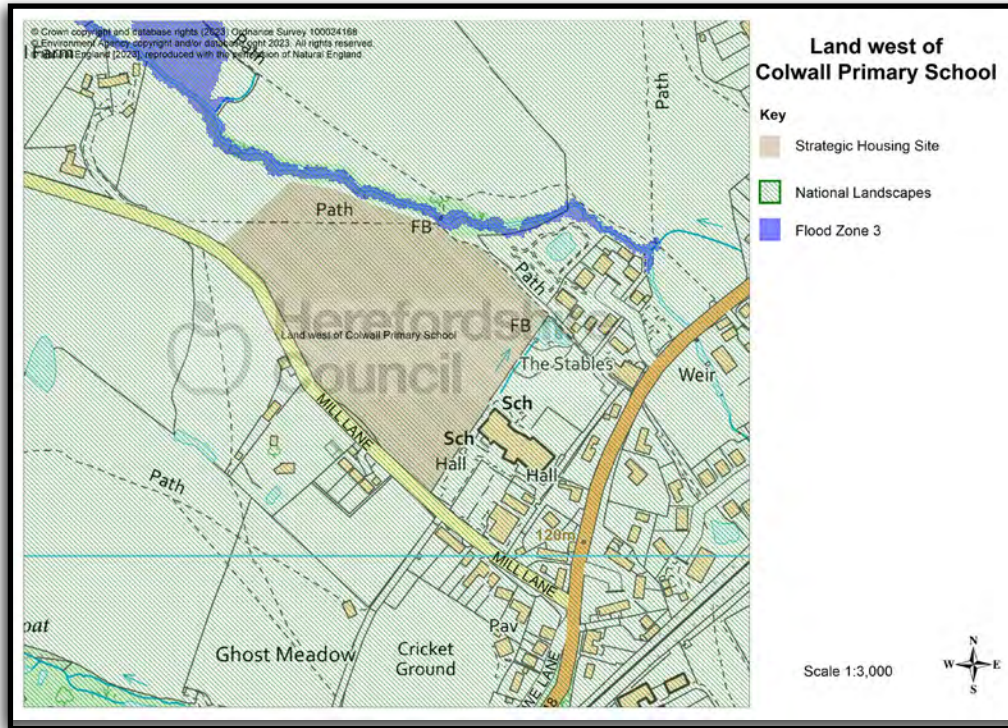 © Crown copyright and database rights (2023) Ordnance Survey 100024168
© Environment Agency copyright and/or database right 2023. All rights reserved.
England [2023], reproduced with the permission of Natural England
Farm
Path
Path
Land west of
Colwall Primary School
Key
Strategic Housing Site
National Landscapes
Flood Zone 3
Path
FB
Path
Herefordshire
Council
Land west of Colwall Primary School
FB
The Stables
Weir
MILL LANE
Sch
Sch
Hall
Hall
Path
120m
MILL LANE
Pav
Ghost Meadow
Cricket
Ground
LANE
Scale 1:3,000
N
W E
S